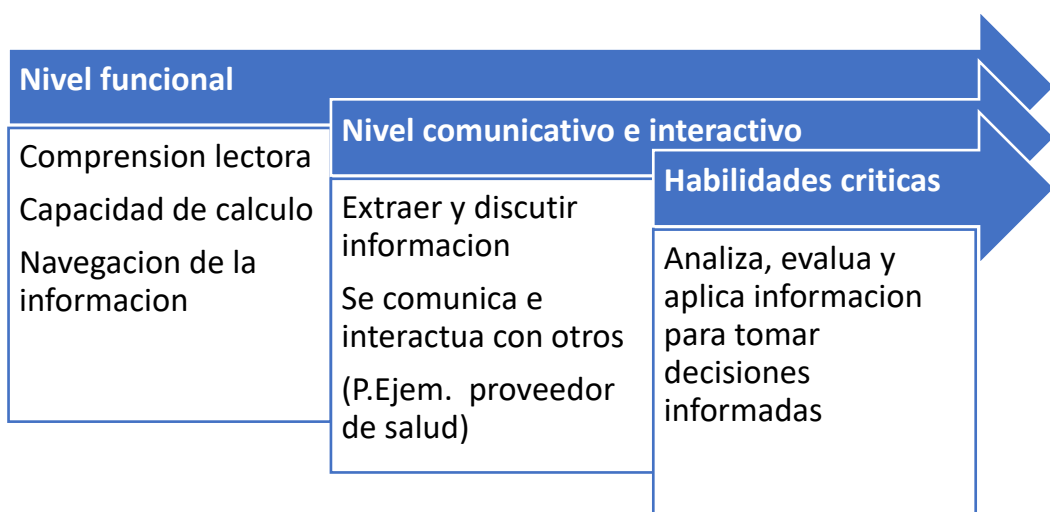 Nivel funcional
Comprension lectora
Capacidad de calculo
Navegacion de la
informacion
Nivel comunicativo e interactivo
Extraer y discutir
informacion
Se comunica e
interactua con otros
(P.Ejem. proveedor
de salud)
Habilidades criticas
Analiza, evalua y
aplica informacion
para tomar
decisiones
informadas